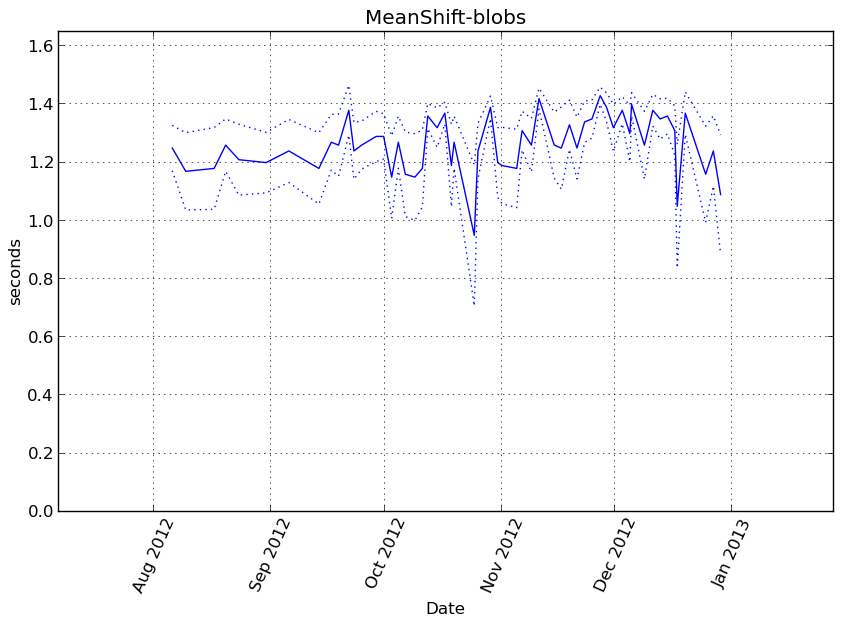 MeanShift-blobs
1.6
1.4
1.2
1.0
0.8
0.6
0.4
0.2
0.0
seconds
Aug 2012
Sep 2012
Oct 2012
Nov 2012
Dec 2012
Jan 2013
Date